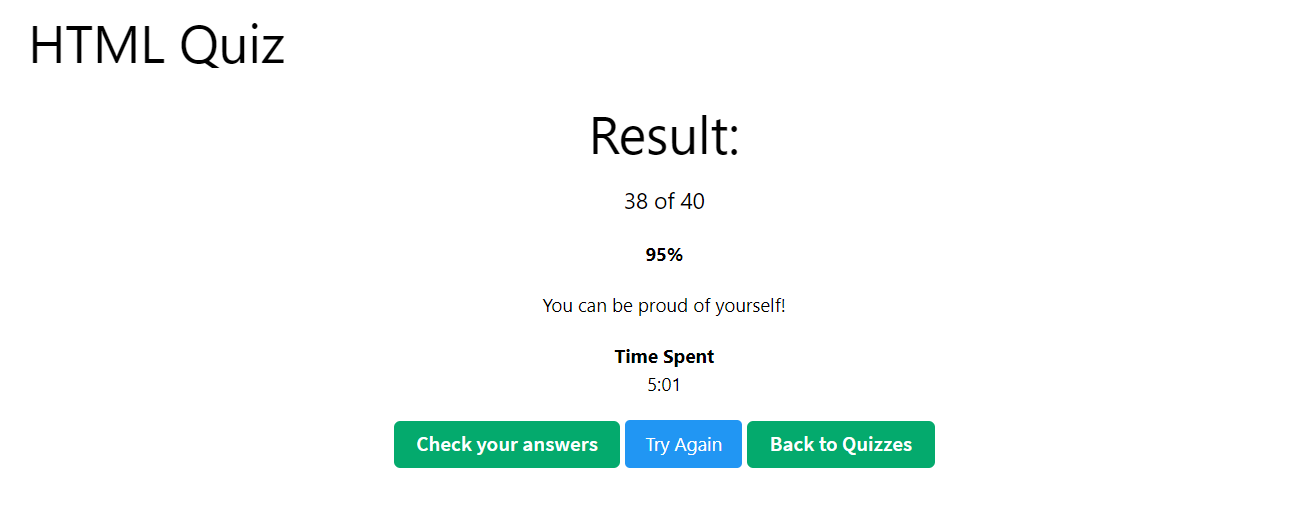 HTML Quiz
Result:
38 of 40
95%
You can be proud of yourself!
Time Spent
5:01
Check your answers Try Again Back to Quizzes